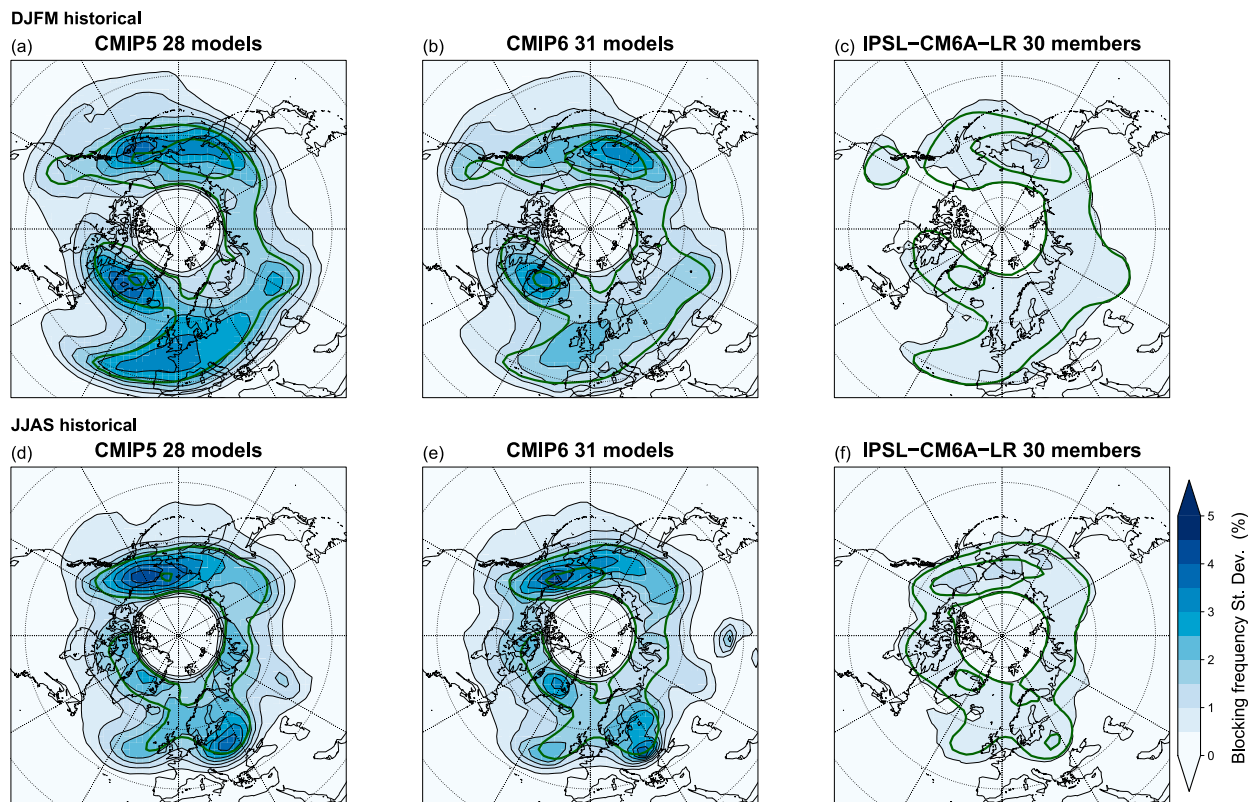 DJFM historical
(a) CMIP5 28 models
(b) CMIP6 31 models
(c) IPSL−CM6A−LR 30 members
JJAS historical
(d) CMIP5 28 models
(e) CMIP6 31 models
(f) IPSL−CM6A−LR 30 members
5
4
3
2
1
0
Blocking frequency St. Dev. (%)